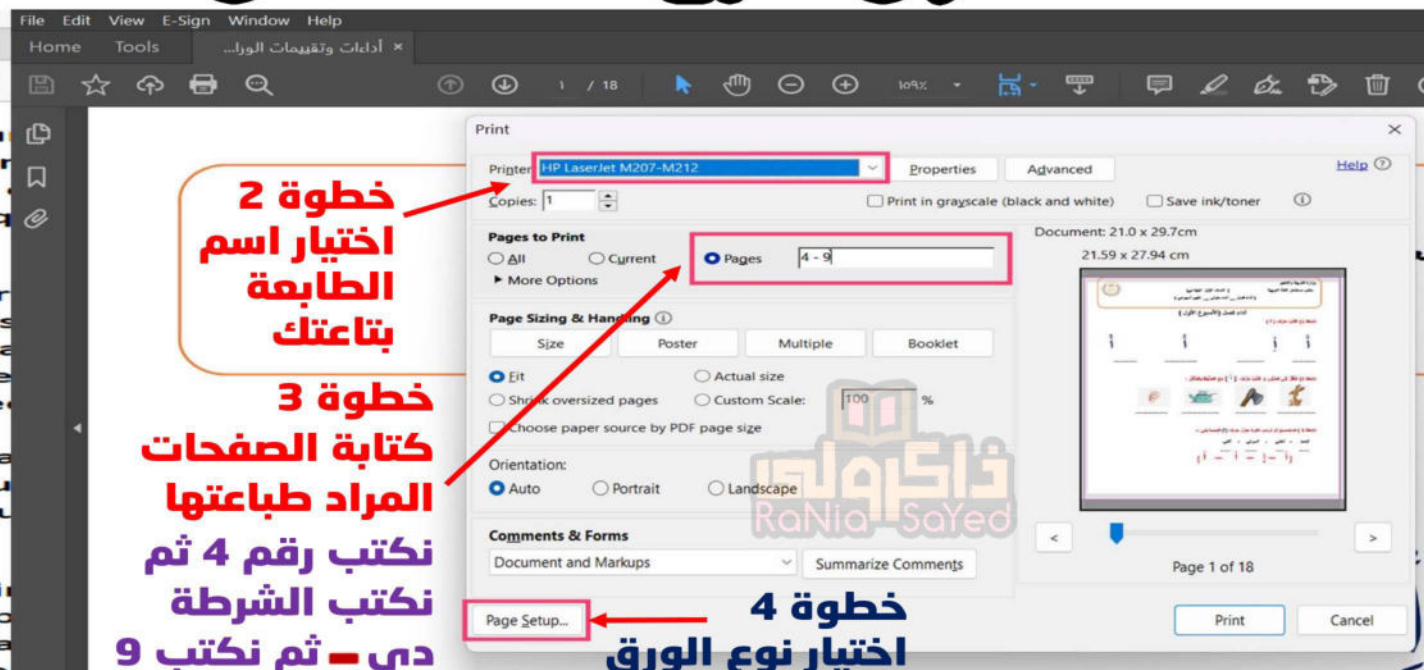 File Edit View E-Sign Window Help
Home Tools أداءات وتقييمات الورا... ×
١ / 18 ١٠٩٪
Print
Printer: HP LaserJet M207-M212 Properties Advanced Help
Copies: 1 Print in grayscale (black and white) Save ink/toner
Pages to Print
All Current Pages 4 - 9
More Options
Page Sizing & Handling
Size Poster Multiple Booklet
Fit Actual size
Shrink oversized pages Custom Scale: 100 %
Choose paper source by PDF page size
Orientation:
Auto Portrait Landscape
Comments & Forms
Document and Markups Summarize Comments
Page Setup...
Document: 21.0 x 29.7cm
21.59 x 27.94 cm
Page 1 of 18
Print Cancel
خطوة 2
اختيار اسم
الطابعة
بتاعتك
خطوة 3
كتابة الصفحات
المراد طباعتها
نكتب رقم 4 ثم
نكتب الشرطة
دي - ثم نكتب 9
خطوة 4
اختيار نوع الورق
ذاكرولي
RaNia SaYed